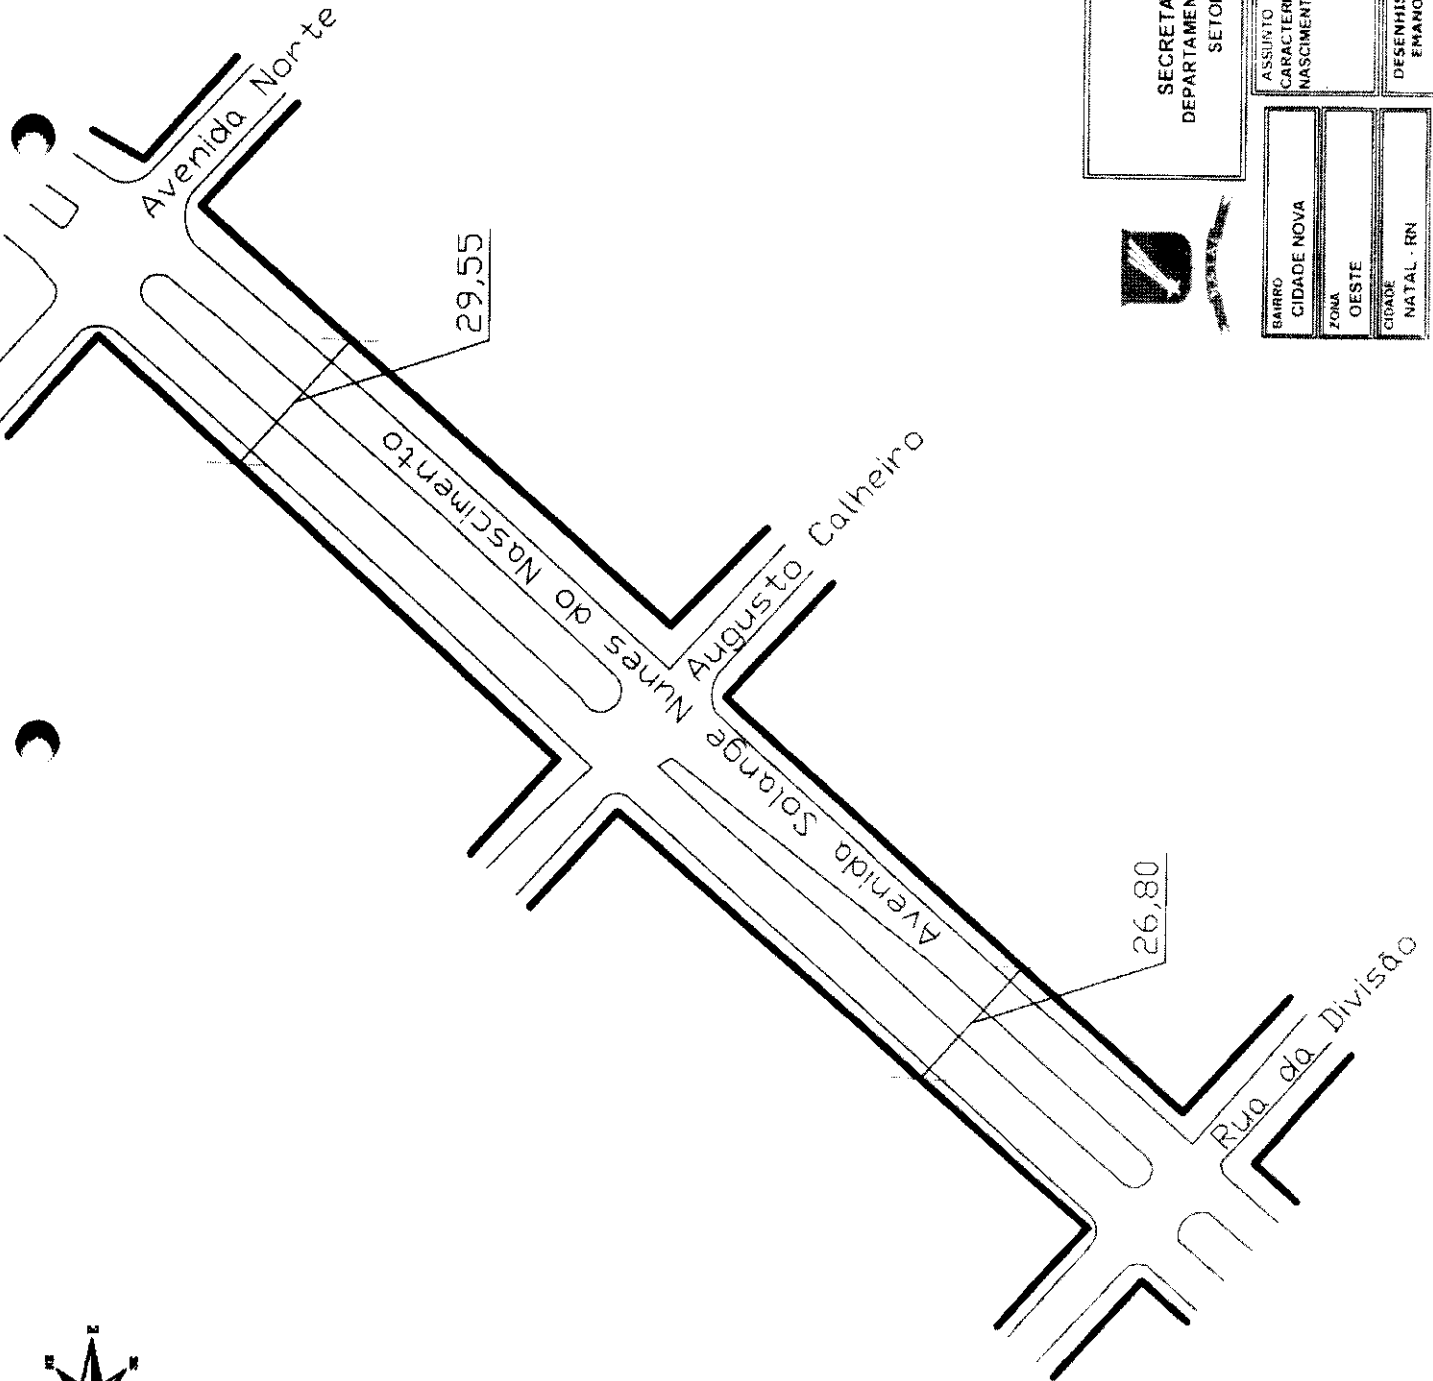 Avenida Norte
29,55
Avenida Solange Nunes do Nascimento
Augusto Calheiro
26,80
Rua da Divisão
SECRETA
DEPARTAMEN
SETO
ASSUNTO
CARACTERI
NASCIMENT
DESENHIS
EMANO
BAIRRO
CIDADE NOVA
ZONA
OESTE
CIDADE
NATAL - RN